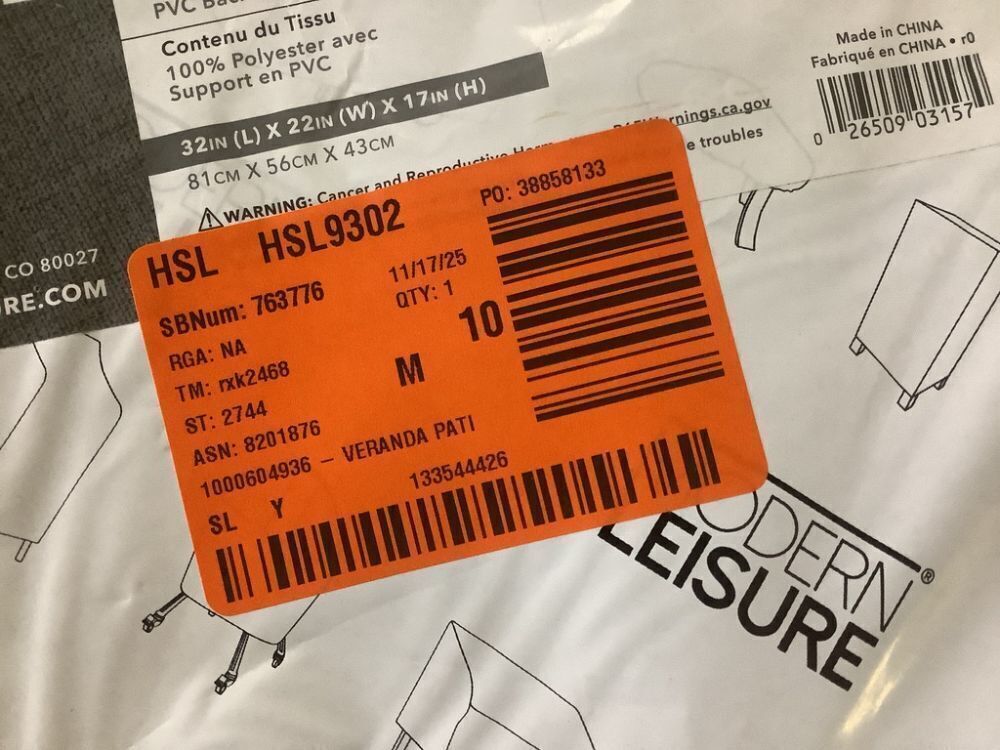 PVC
Contenu du Tissu
100% Polyester avec
Support en PVC
32IN (L) X 22IN (W) X 17IN (H)
81CM X 56CM X 43CM
WARNING: Cancer and Reproductive
rnings.ca.gov
e troubles
Made in CHINA
Fabriqué en CHINA • r0
0 26509 03157
CO 80027
RE.COM
HSL HSL9302
PO: 38858133
SBNum: 763776
11/17/25
RGA: NA
QTY: 1
10
TM: rxk2468
M
ST: 2744
ASN: 8201876
1000604936 – VERANDA PATI
SL Y
133544426
ODERN®
LEISURE